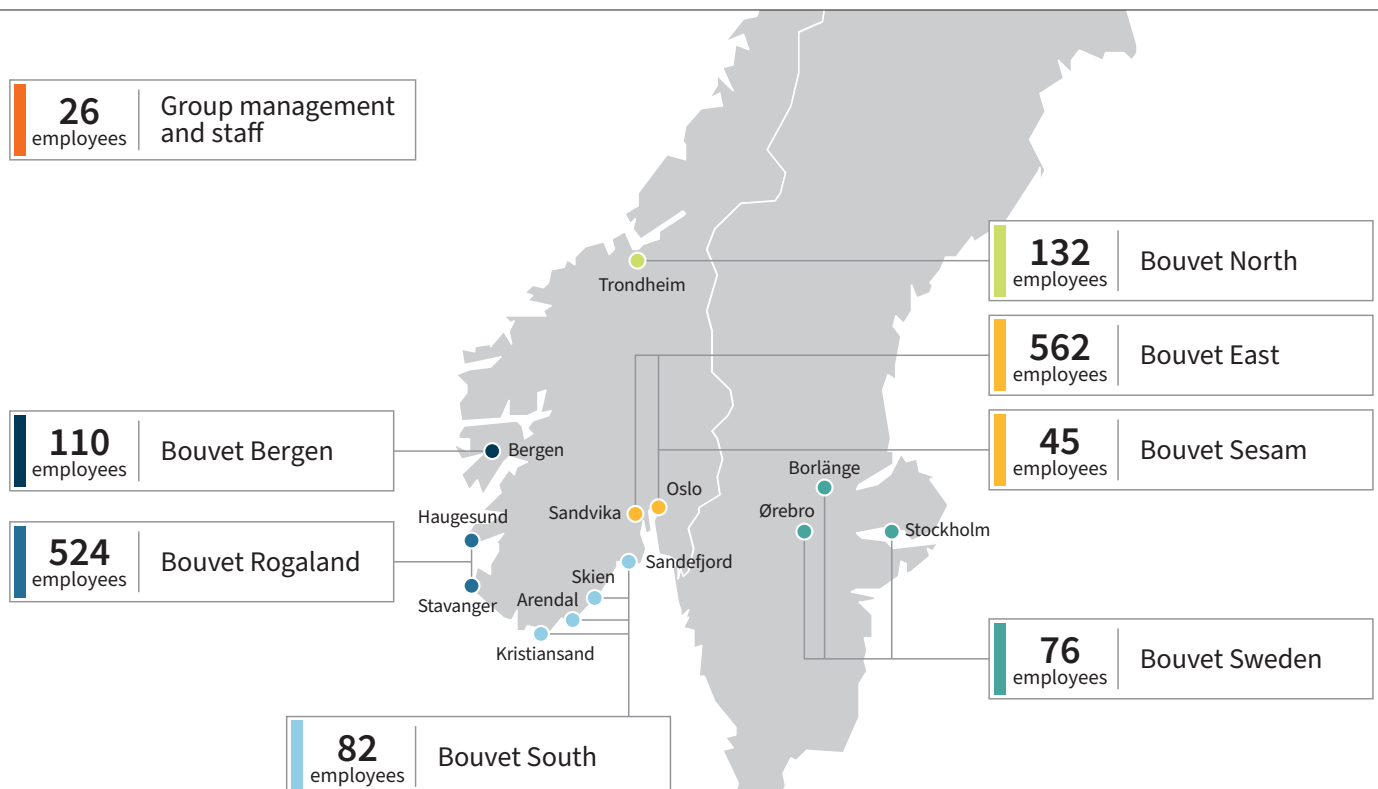 26
employees
Group management
and staff
132
employees
Bouvet North
Trondheim
562
employees
Bouvet East
110
employees
Bouvet Bergen
Bergen
45
employees
Bouvet Sesam
Borlänge
Oslo
Sandvika
Ørebro
Haugesund
Stockholm
524
employees
Bouvet Rogaland
Sandefjord
Skien
Arendal
Stavanger
Kristiansand
76
employees
Bouvet Sweden
82
employees
Bouvet South